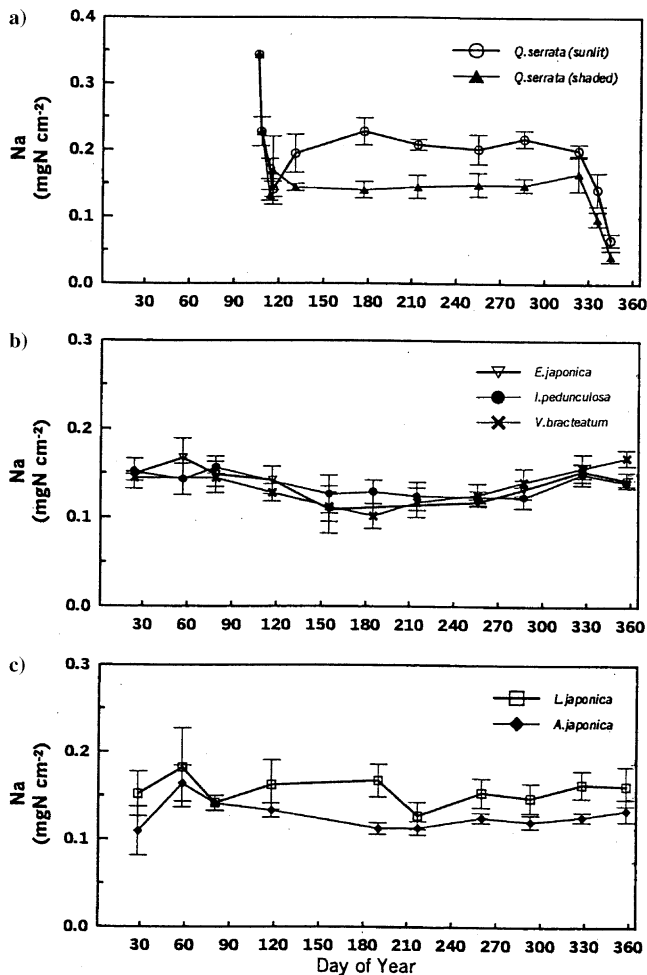 a)
0.4
0.3
0.2
0.1
0.0
Na
(mgN cm-2)
Q.serrata (sunlit)
Q.serrata (shaded)
30 60 90 120 150 180 210 240 270 300 330 360
b)
0.3
0.2
0.1
0.0
Na
(mgN cm-2)
E.japonica
I.pedunculosa
V.bracteatum
30 60 90 120 150 180 210 240 270 300 330 360
c)
0.3
0.2
0.1
0.0
Na
(mgN cm-2)
L.japonica
A.japonica
30 60 90 120 150 180 210 240 270 300 330 360
Day of Year